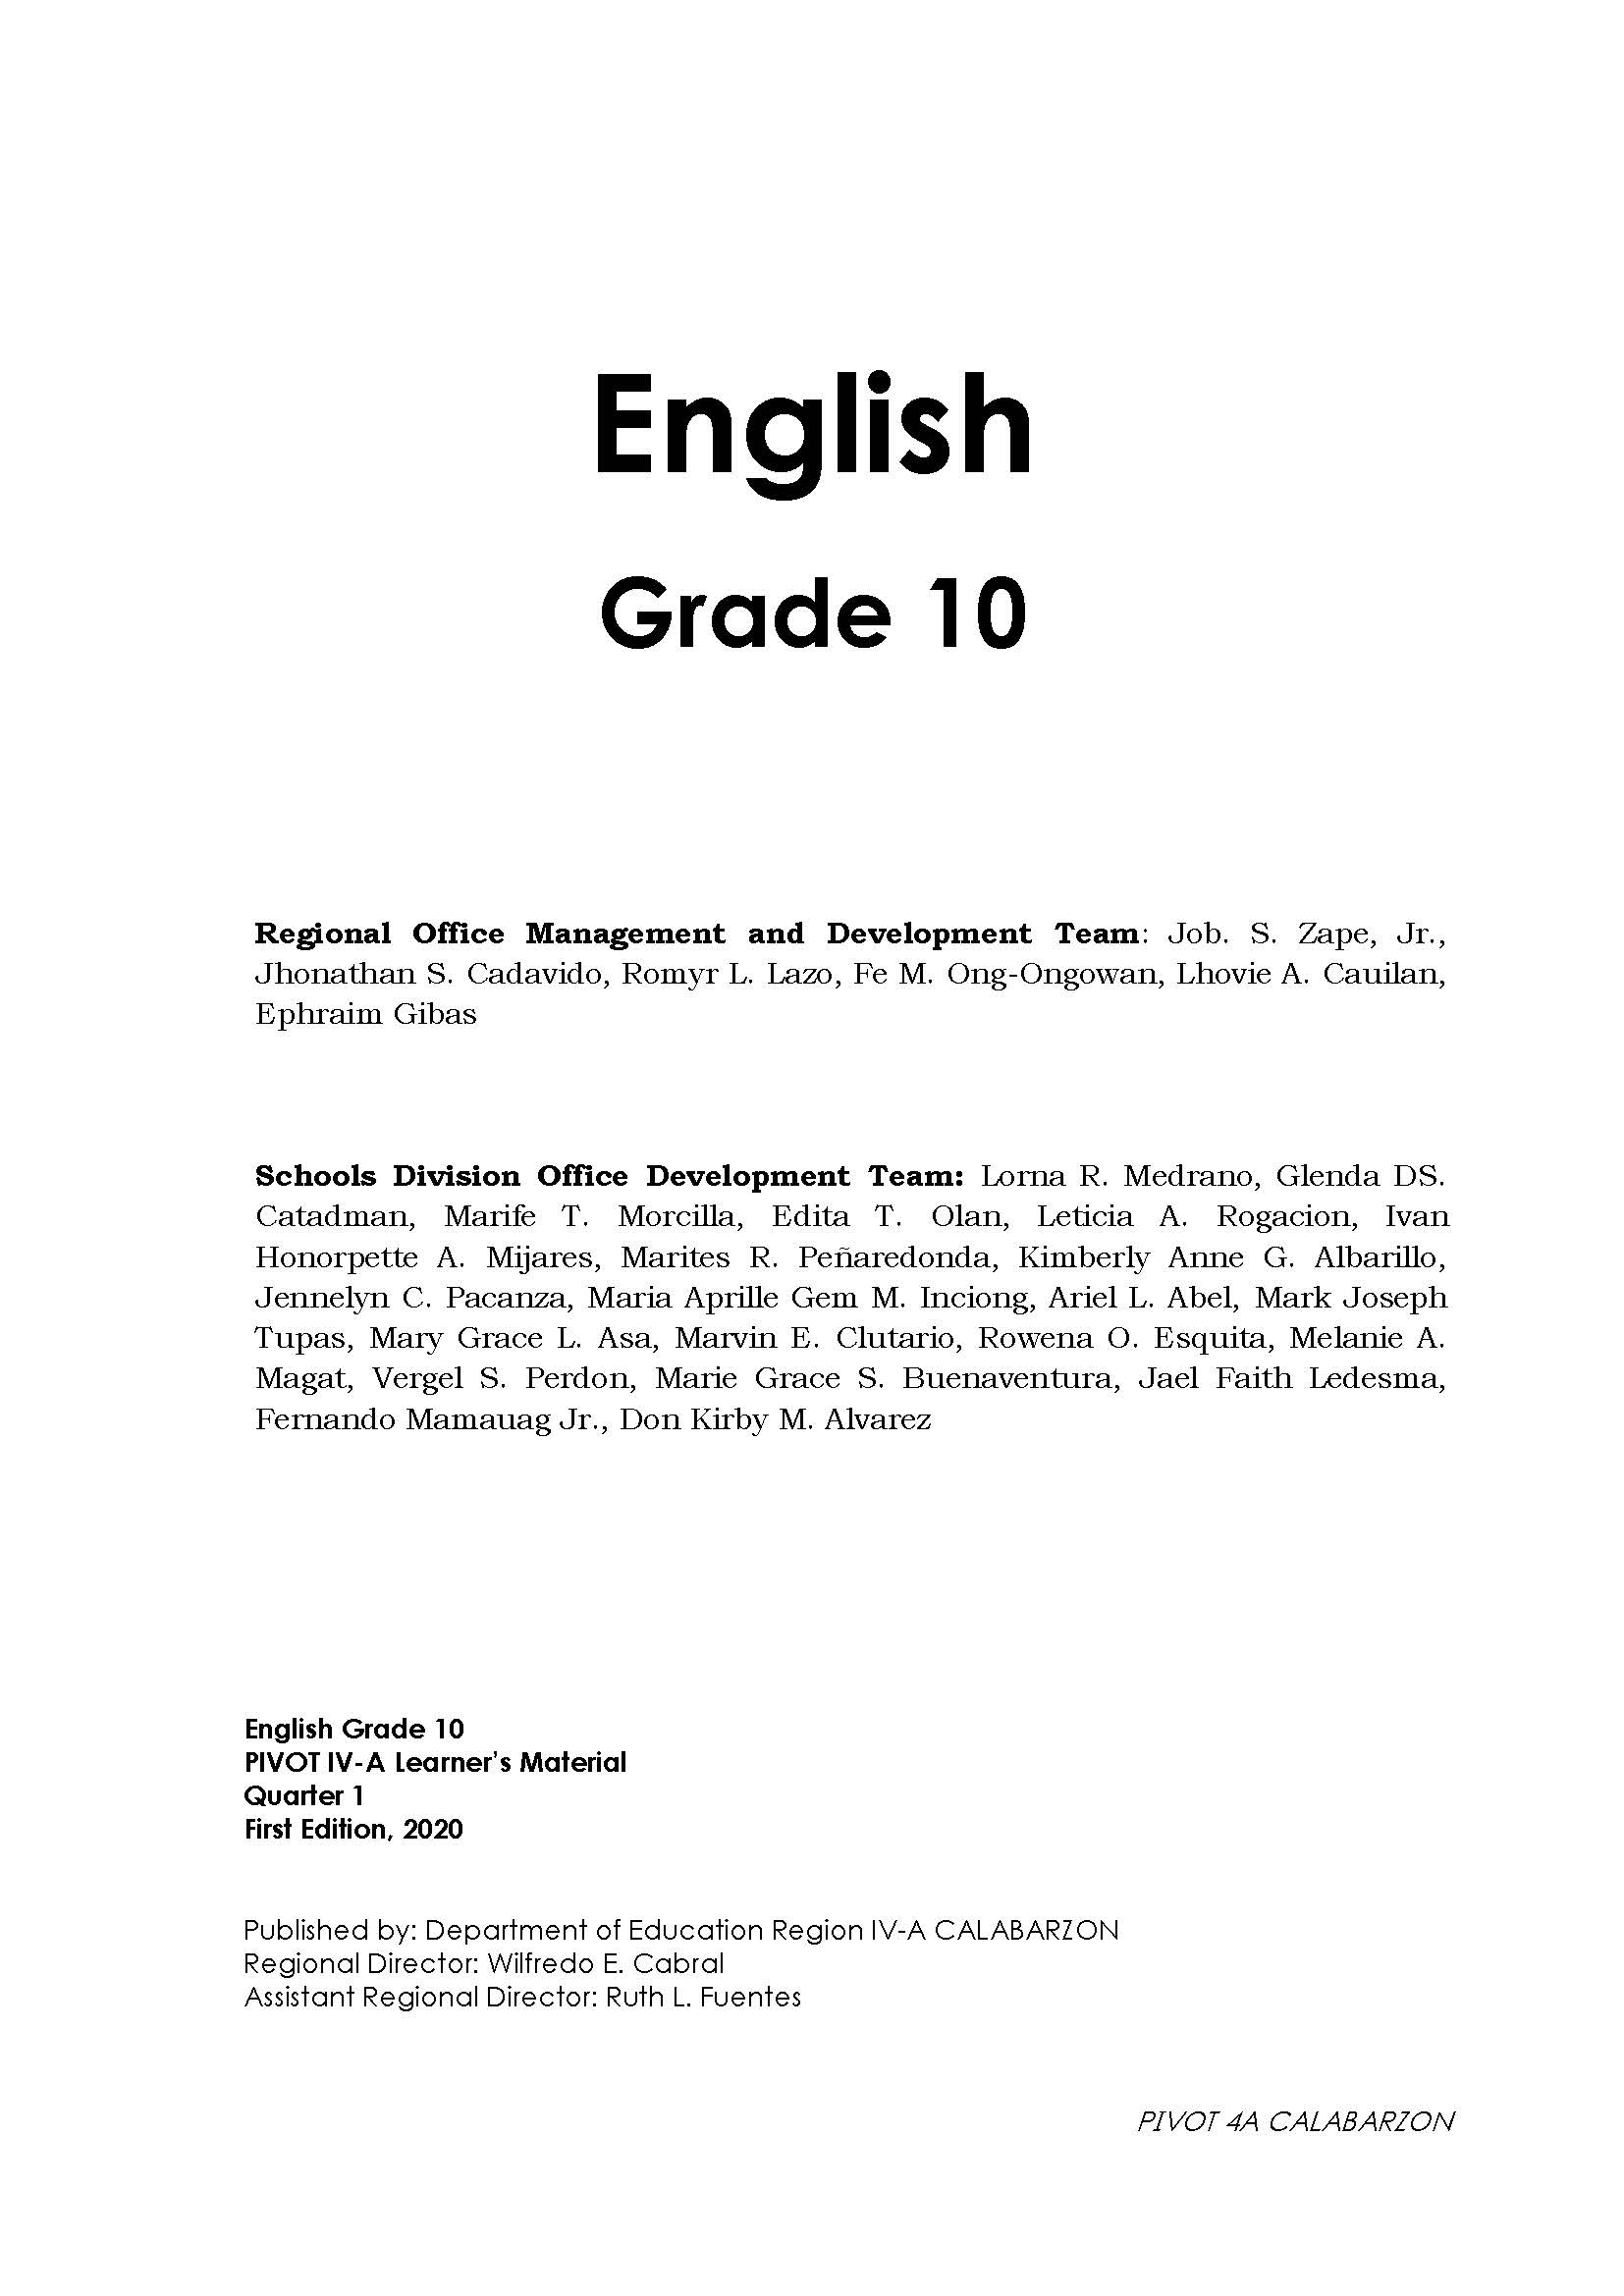 English
Grade 10
Regional Office Management and Development Team: Job. S. Zape, Jr.,
Jhonathan S. Cadavido, Romyr L. Lazo, Fe M. Ong-Ongowan, Lhovie A. Cauilan,
Ephraim Gibas
Schools Division Office Development Team: Lorna R. Medrano, Glenda DS.
Catadman, Marife T. Morcilla, Edita T. Olan, Leticia A. Rogacion, Ivan
Honorpette A. Mijares, Marites R. Peñaredonda, Kimberly Anne G. Albarillo,
Jennelyn C. Pacanza, Maria Aprille Gem M. Inciong, Ariel L. Abel, Mark Joseph
Tupas, Mary Grace L. Asa, Marvin E. Clutario, Rowena O. Esquita, Melanie A.
Magat, Vergel S. Perdon, Marie Grace S. Buenaventura, Jael Faith Ledesma,
Fernando Mamauag Jr., Don Kirby M. Alvarez
English Grade 10
PIVOT IV-A Learner’s Material
Quarter 1
First Edition, 2020
Published by: Department of Education Region IV-A CALABARZON
Regional Director: Wilfredo E. Cabral
Assistant Regional Director: Ruth L. Fuentes
PIVOT 4A CALABARZON